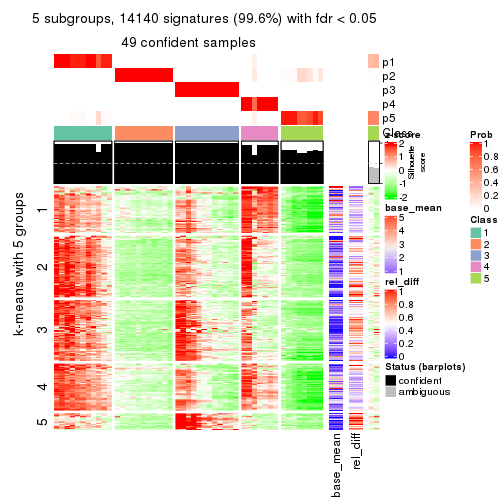 5 subgroups, 14140 signatures (99.6%) with fdr < 0.05
49 confident samples
p1
p2
p3
p4
p5
Class
z-score
2
1
0
-1
-2
Silhouette
score
base_mean
5
4
3
2
1
rel_diff
1
0.8
0.6
0.4
0.2
0
Status (barplots)
confident
ambiguous
Prob
1
0.8
0.6
0.4
0.2
0
Class
1
2
3
4
5
k-means with 5 groups
1
2
3
4
5
base_mean
rel_diff